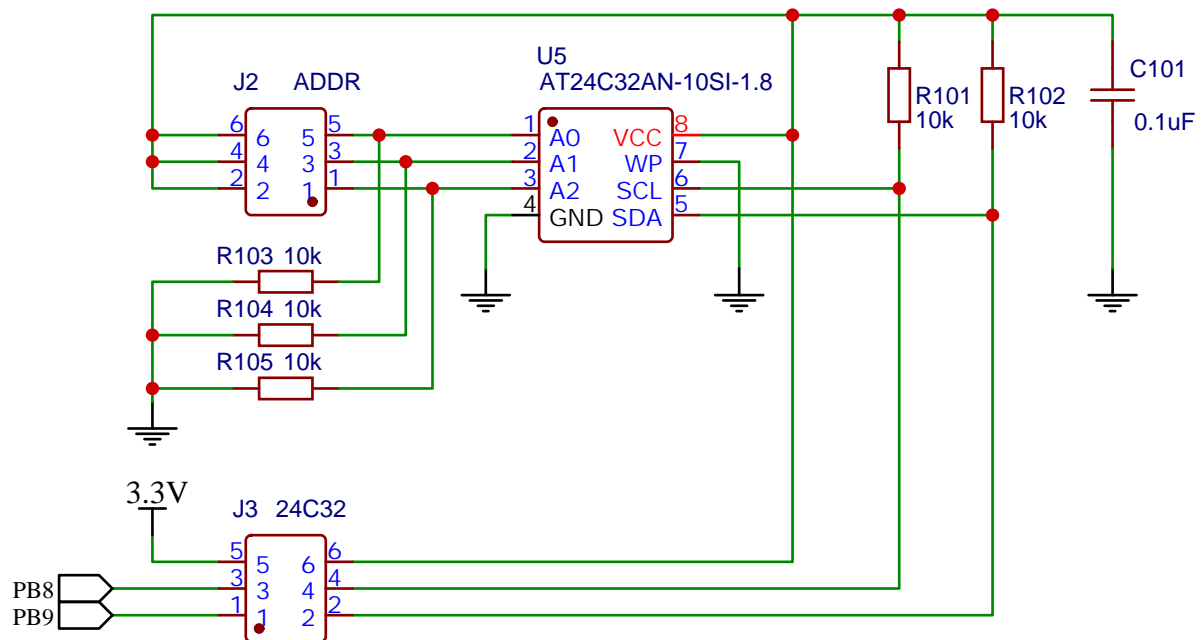 U5
J2 ADDR
AT24C32AN-10SI-1.8
C101
R101
10k
R102
10k
0.1uF
6 6 5 5
4 4 3 3
2 2 1 1
1 A0 VCC 8
2 A1 WP 7
3 A2 SCL 6
4 GND SDA 5
R103 10k
R104 10k
R105 10k
3.3V
J3 24C32
5 5 6 6
PB8 3 3 4 4
PB9 1 1 2 2